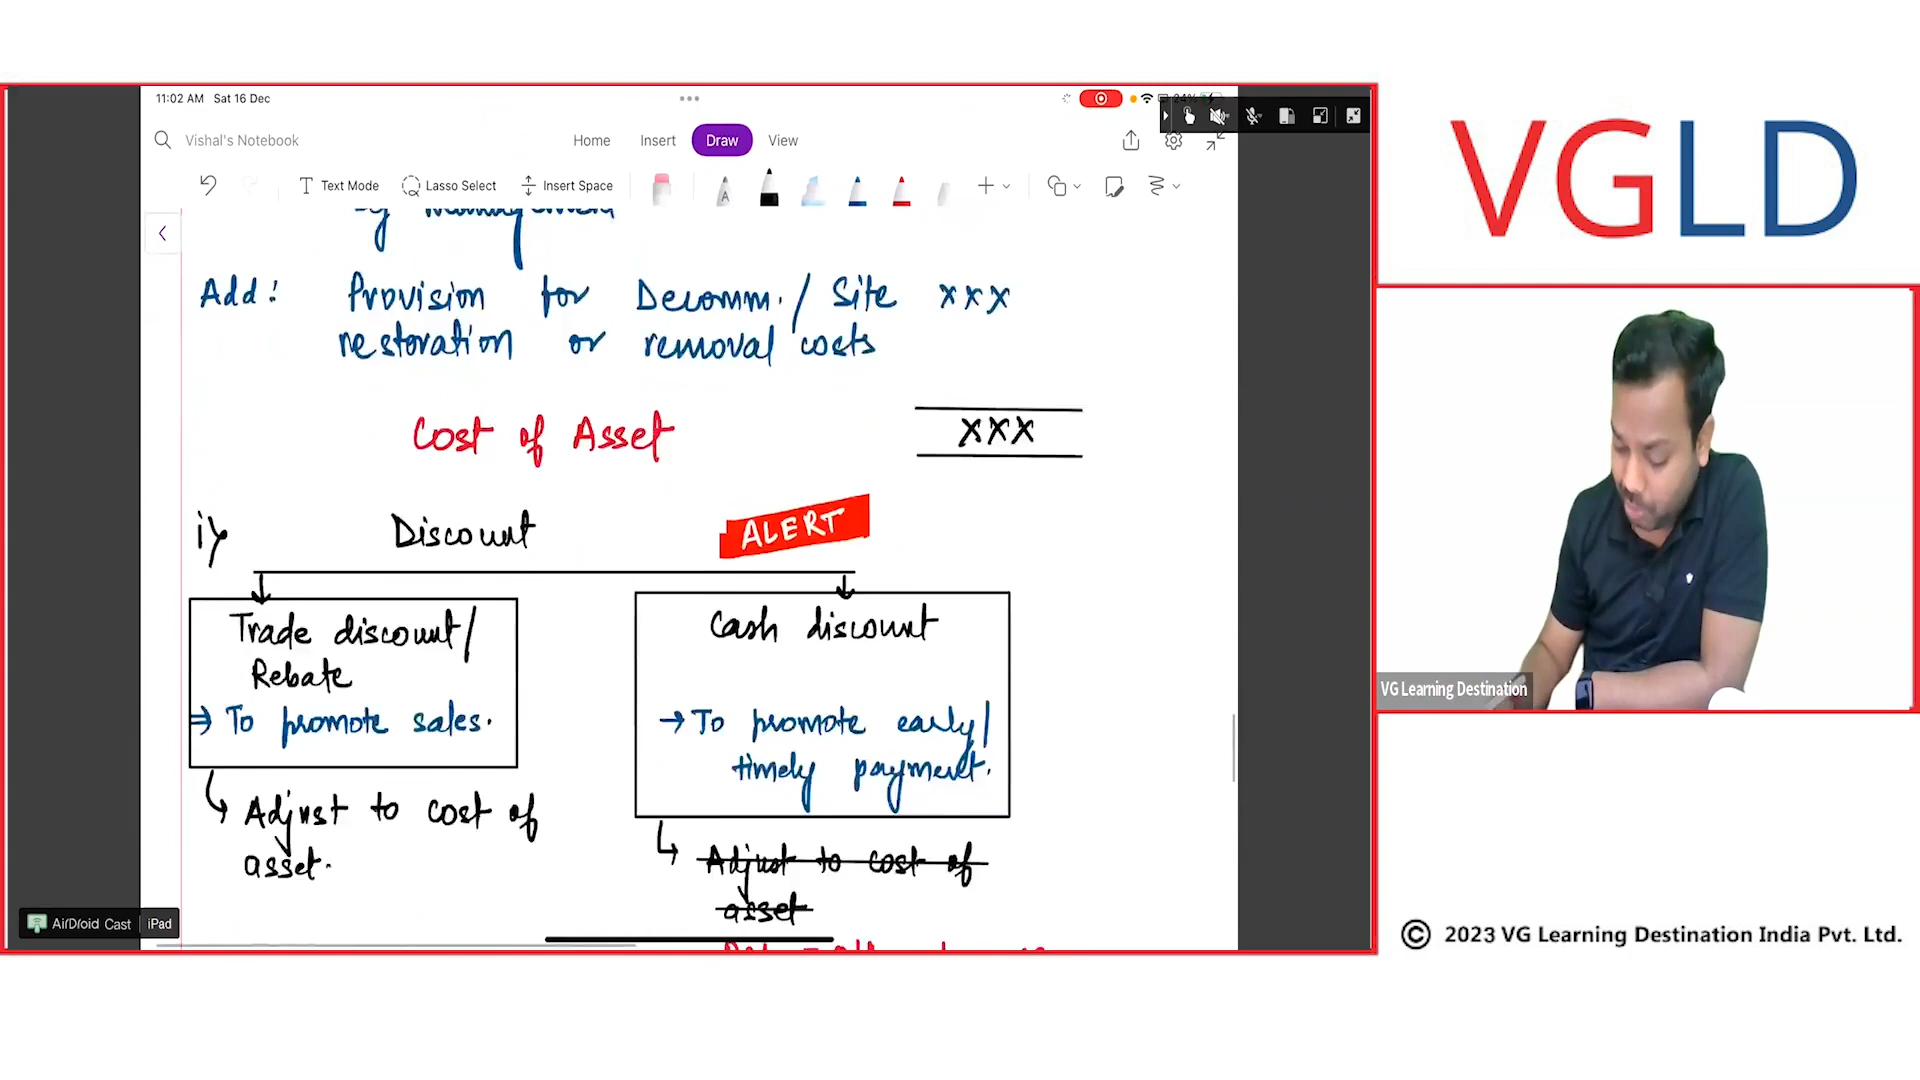 11:02 AM Sat 16 Dec
24%
Vishal's Notebook
Home Insert Draw View
Text Mode Lasso Select Insert Space
by management
Add: Provision for Decomm. / Site xxx
restoration or removal costs
Cost of Asset xxx
i) Discount ALERT
Trade discount/
Rebate
⇒ To promote sales.
↳ Adjust to cost of
asset.
Cash discount
→ To promote early/
timely payment.
↳ Adjust to cost of
asset
AirDroid Cast iPad
VGLD
VG Learning Destination
© 2023 VG Learning Destination India Pvt. Ltd.